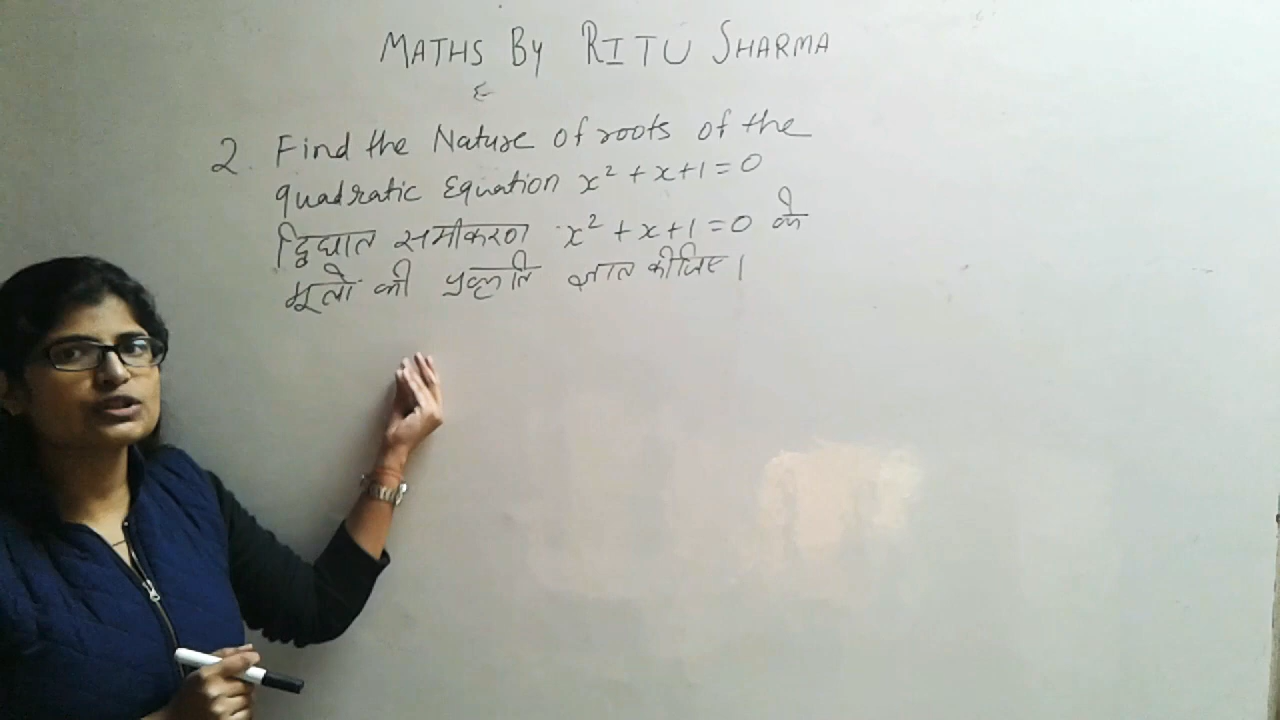 MATHS By RITU SHARMA
2. Find the Nature of roots of the
quadratic Equation x² + x + 1 = 0
द्विघात समीकरण x² + x + 1 = 0 के
मूलों की प्रकृति ज्ञात कीजिए।